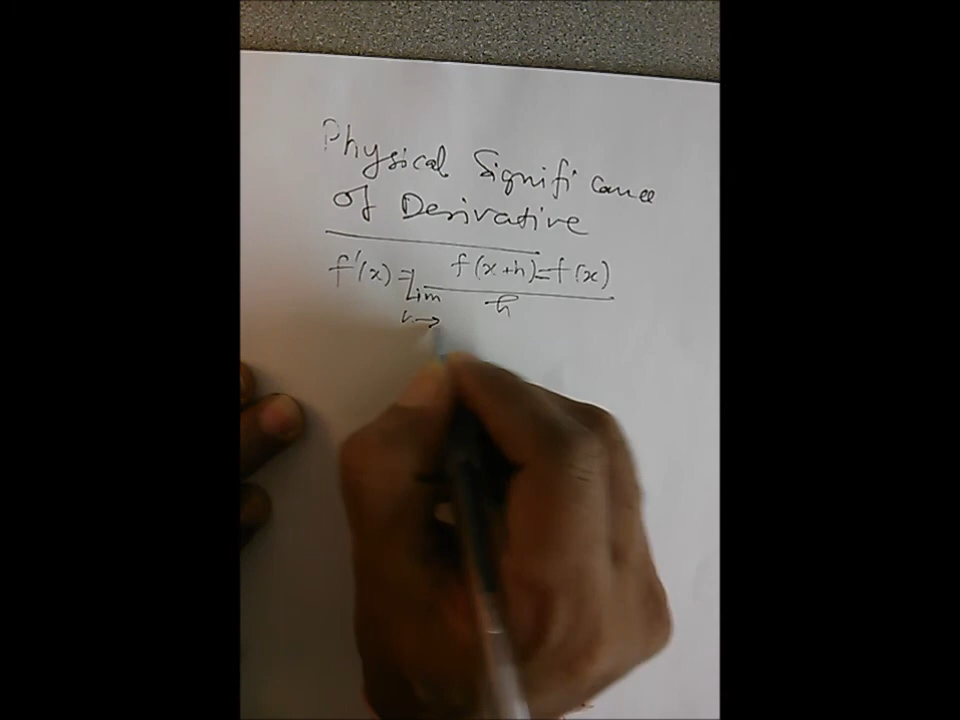 Physical Significance
of Derivative
f'(x) = Lim f(x+h)=f(x)
h→ h